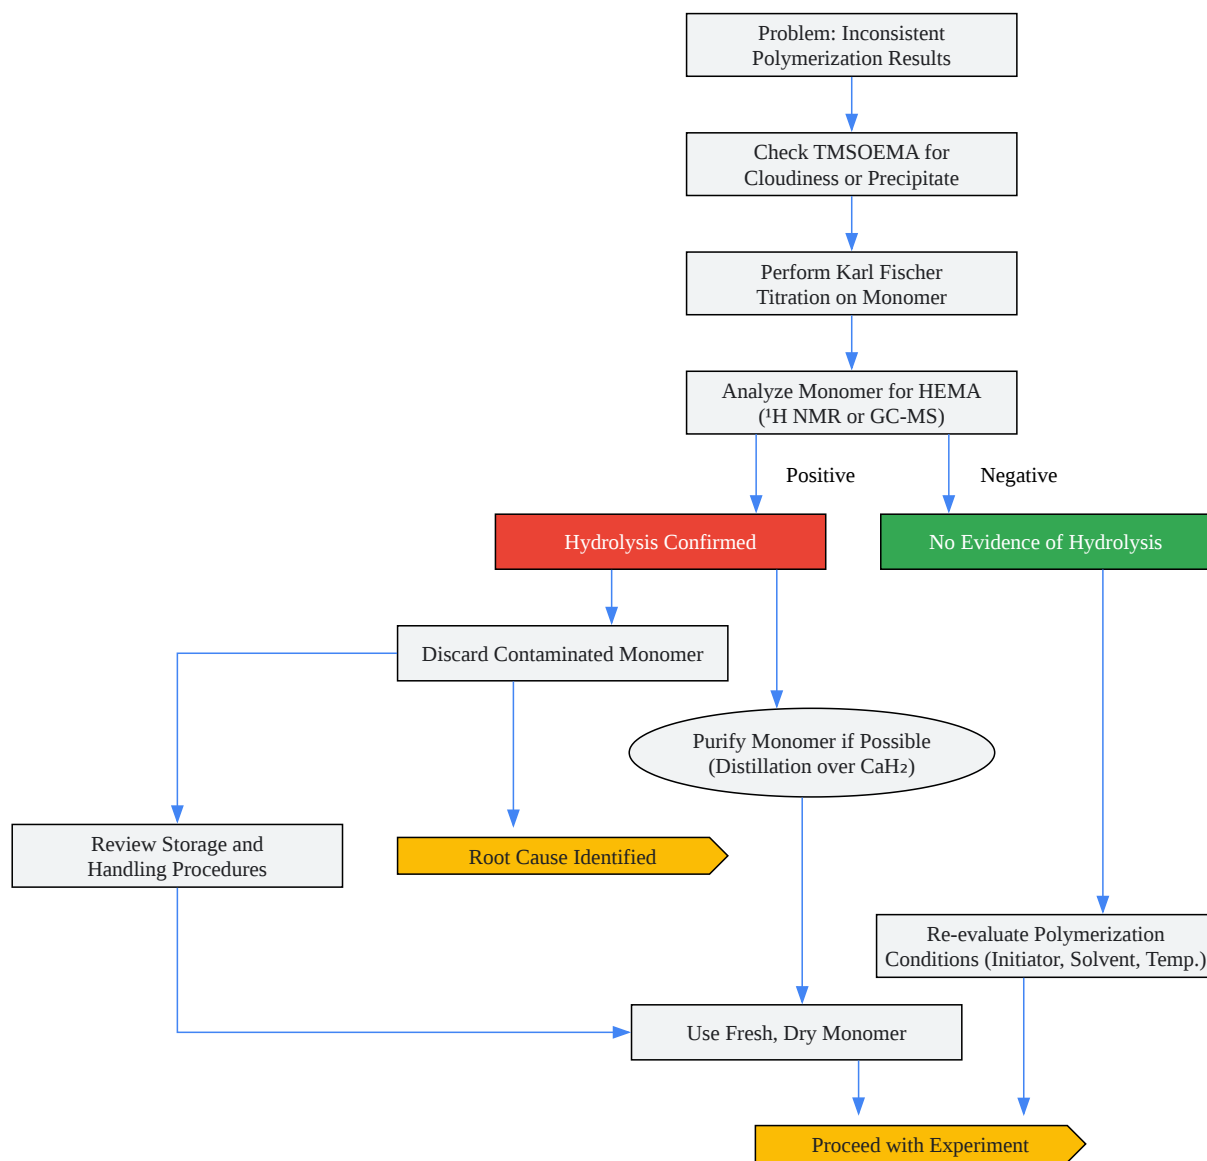 Problem: Inconsistent
Polymerization Results
Check TMSOEMA for
Cloudiness or Precipitate
Perform Karl Fischer
Titration on Monomer
Analyze Monomer for HEMA
(¹H NMR or GC-MS)
Positive
Negative
Hydrolysis Confirmed
No Evidence of Hydrolysis
Discard Contaminated Monomer
Purify Monomer if Possible
(Distillation over CaH₂)
Review Storage and
Handling Procedures
Root Cause Identified
Re-evaluate Polymerization
Conditions (Initiator, Solvent, Temp.)
Use Fresh, Dry Monomer
Proceed with Experiment